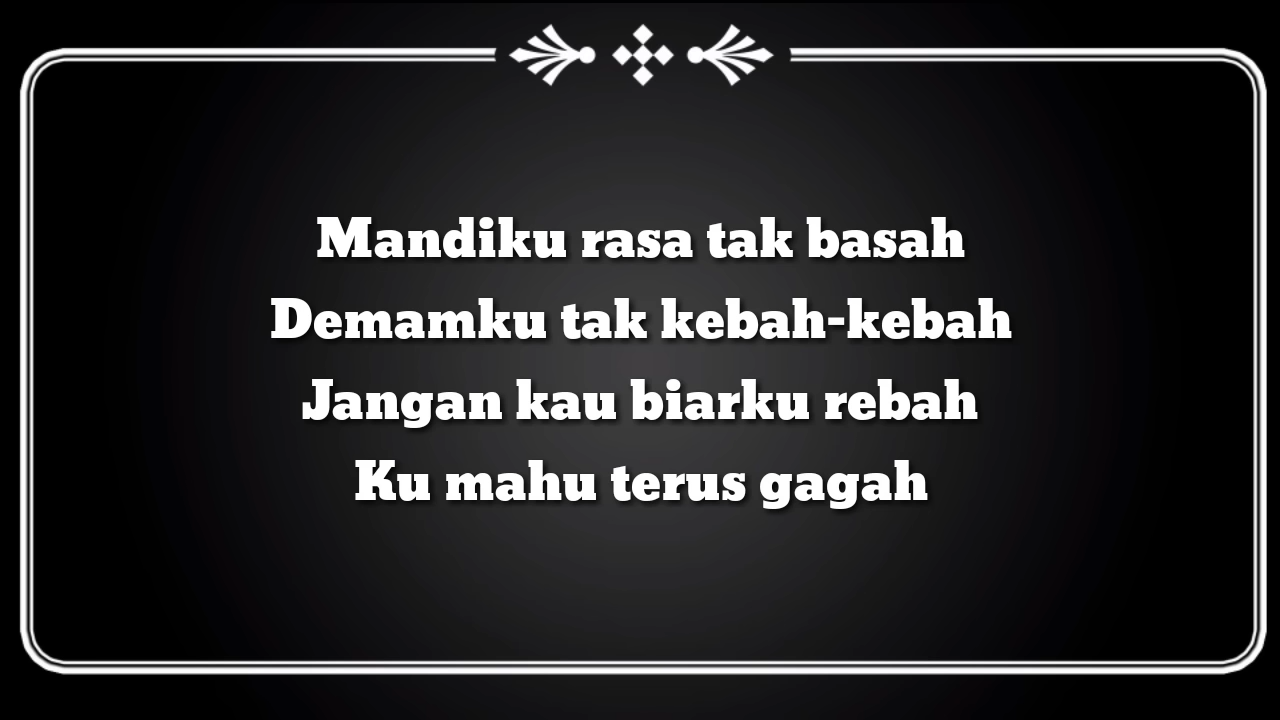 Mandiku rasa tak basah
Demamku tak kebah-kebah
Jangan kau biarku rebah
Ku mahu terus gagah